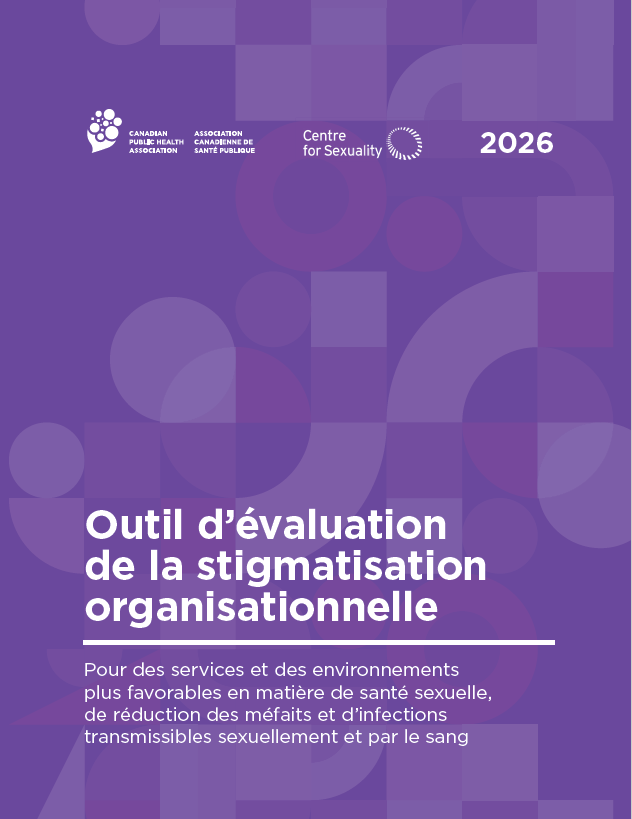 CANADIAN
PUBLIC HEALTH
ASSOCIATION
ASSOCIATION
CANADIENNE DE
SANTÉ PUBLIQUE
Centre
for Sexuality
2026
Outil d’évaluation
de la stigmatisation
organisationnelle
Pour des services et des environnements
plus favorables en matière de santé sexuelle,
de réduction des méfaits et d’infections
transmissibles sexuellement et par le sang